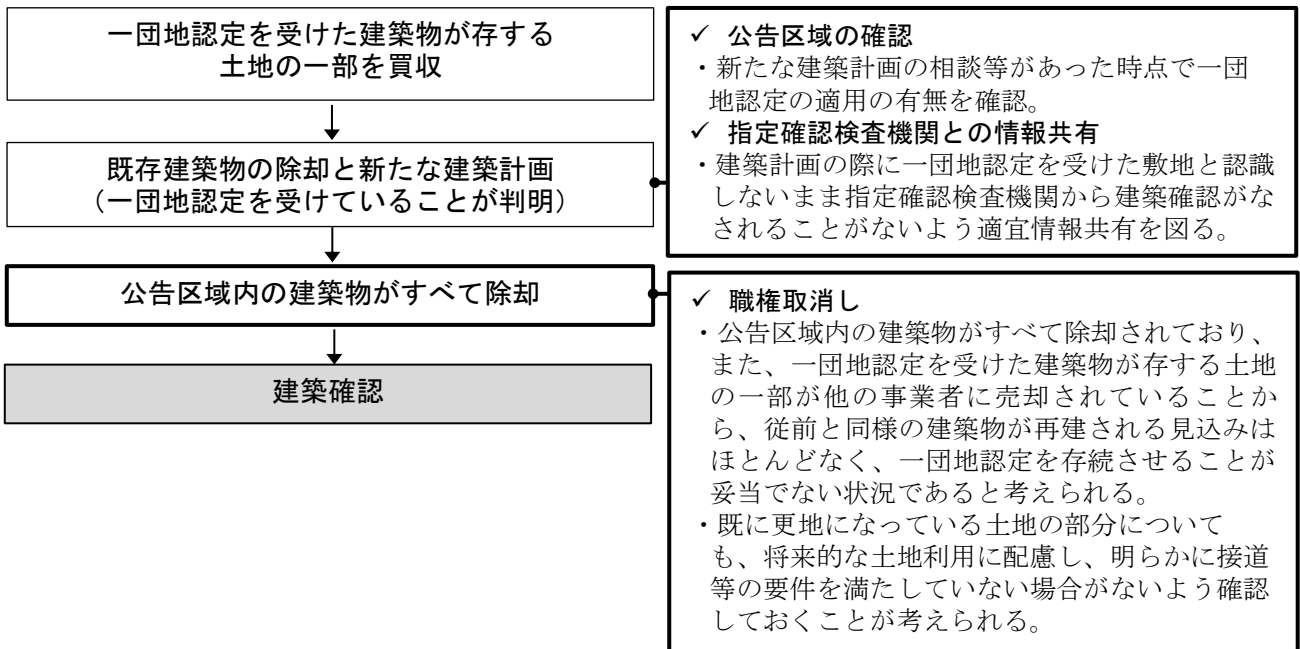 一団地認定を受けた建築物が存する
土地の一部を買収
既存建築物の除却と新たな建築計画
（一団地認定を受けていることが判明）
公告区域内の建築物がすべて除却
建築確認
✓ 公告区域の確認
・新たな建築計画の相談等があった時点で一団
地認定の適用の有無を確認。
✓ 指定確認検査機関との情報共有
・建築計画の際に一団地認定を受けた敷地と認識
しないまま指定確認検査機関から建築確認がな
されることがないよう適宜情報共有を図る。
✓ 職権取消し
・公告区域内の建築物がすべて除却されており、
また、一団地認定を受けた建築物が存する土地
の一部が他の事業者に売却されていることか
ら、従前と同様の建築物が再建される見込みは
ほとんどなく、一団地認定を存続させることが
妥当でない状況であると考えられる。
・既に更地になっている土地の部分について
も、将来的な土地利用に配慮し、明らかに接道
等の要件を満たしていない場合がないよう確認
しておくことが考えられる。